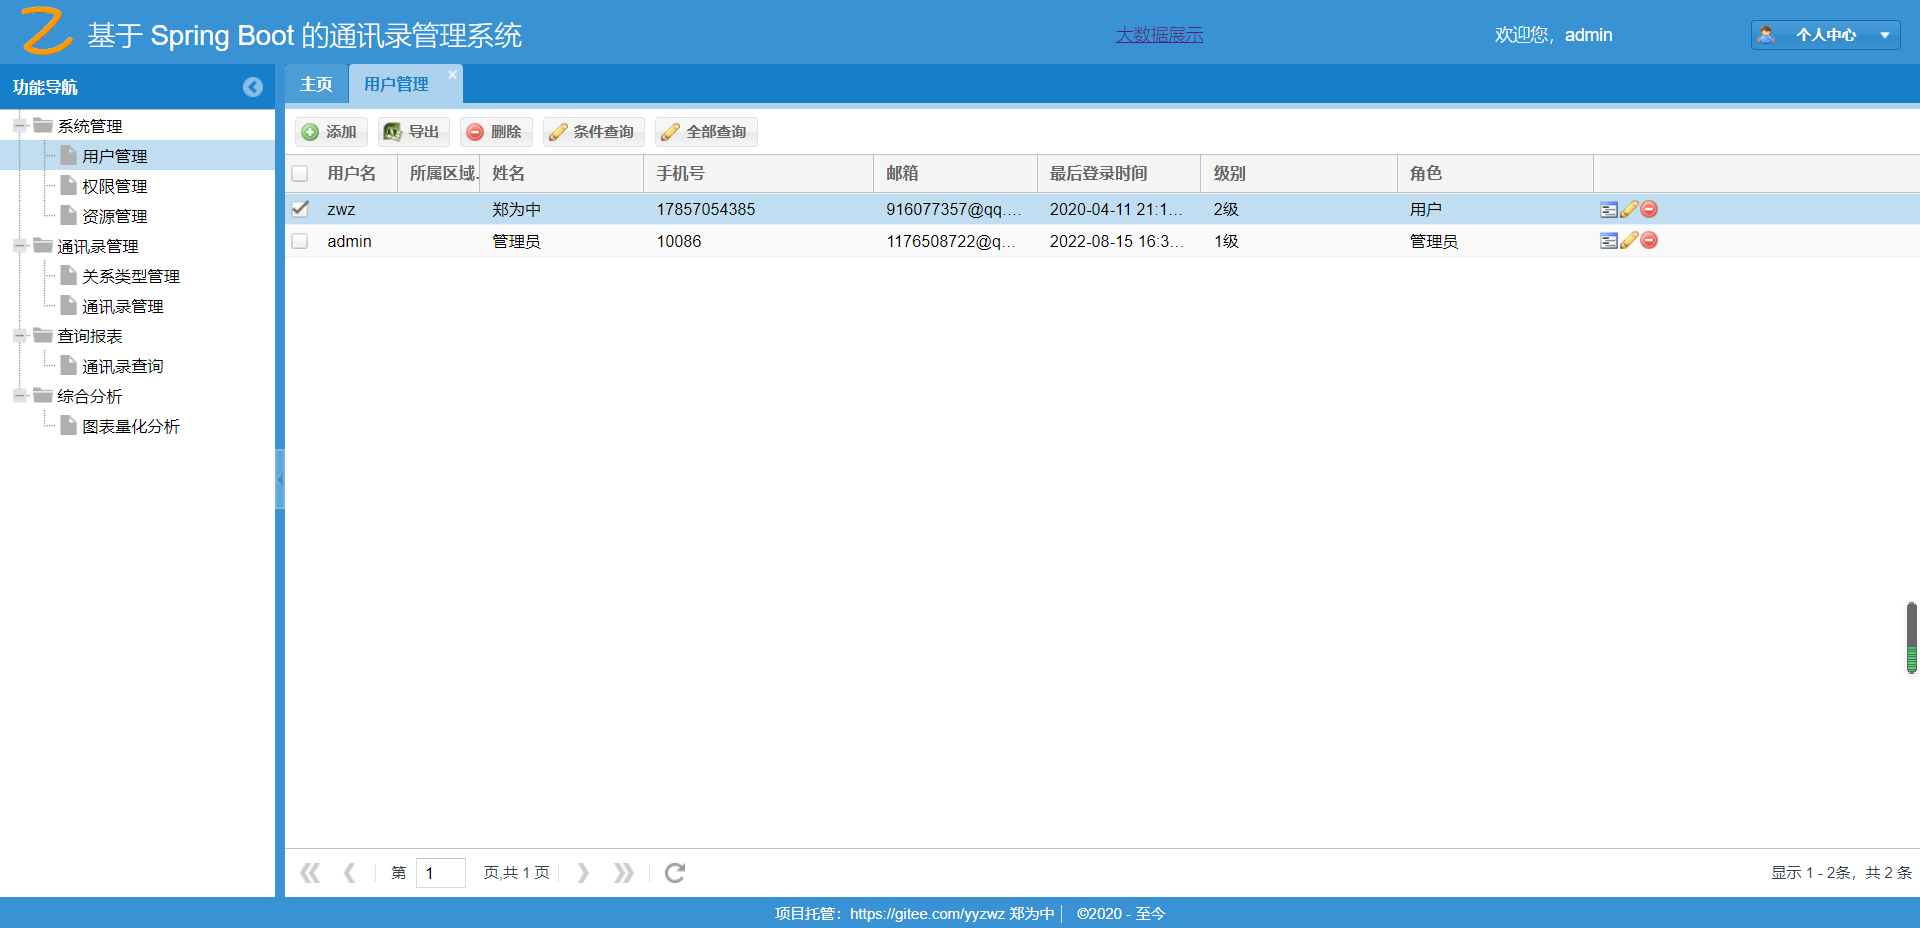 基于 Spring Boot 的通讯录管理系统
大数据展示
欢迎您，admin
个人中心
功能导航
主页
用户管理
系统管理
用户管理
权限管理
资源管理
通讯录管理
关系类型管理
通讯录管理
查询报表
通讯录查询
综合分析
图表量化分析
添加 导出 删除 条件查询 全部查询
用户名 所属区域. 姓名 手机号 邮箱 最后登录时间 级别 角色
zwz 郑为中 17857054385 916077357@qq.... 2020-04-11 21:1... 2级 用户
admin 管理员 10086 1176508722@q... 2022-08-15 16:3... 1级 管理员
第 1 页,共 1 页
显示 1 - 2条，共 2 条
项目托管：https://gitee.com/yyzwz 郑为中 ©2020 - 至今